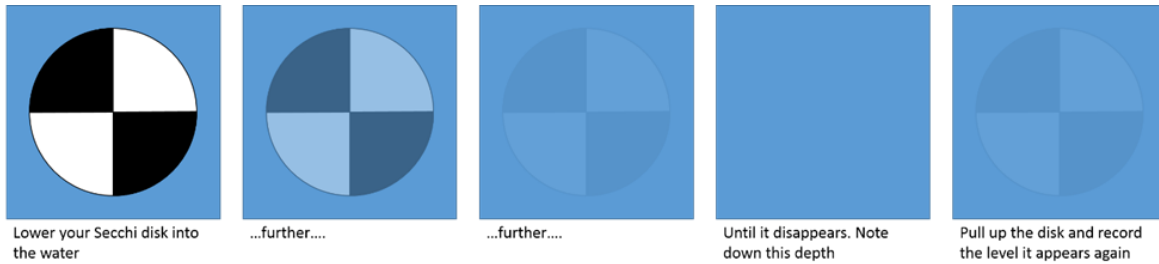 Lower your Secchi disk into
the water
...further....
...further....
Until it disappears. Note
down this depth
Pull up the disk and record
the level it appears again